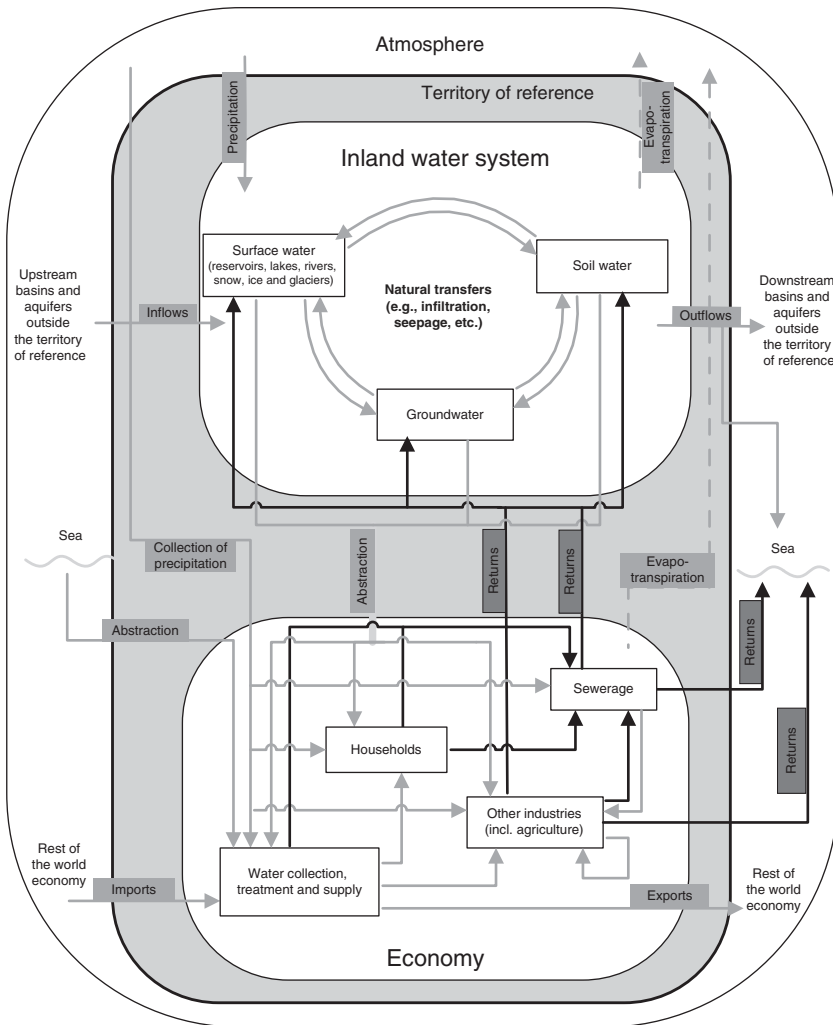 Atmosphere
Territory of reference
Precipitation
Evapo-
transpiration
Inland water system
Surface water
(reservoirs, lakes, rivers,
snow, ice and glaciers)
Soil water
Natural transfers
(e.g., infiltration,
seepage, etc.)
Upstream
basins and
aquifers
outside
the territory
of reference
Inflows
Outflows
Downstream
basins and
aquifers
outside
the territory
of reference
Groundwater
Sea
Collection of
precipitation
Abstraction
Returns
Returns
Evapo-
transpiration
Sea
Abstraction
Returns
Sewerage
Households
Returns
Other industries
(incl. agriculture)
Rest of
the world
economy
Imports
Water collection,
treatment and supply
Exports
Rest of
the world
economy
Economy